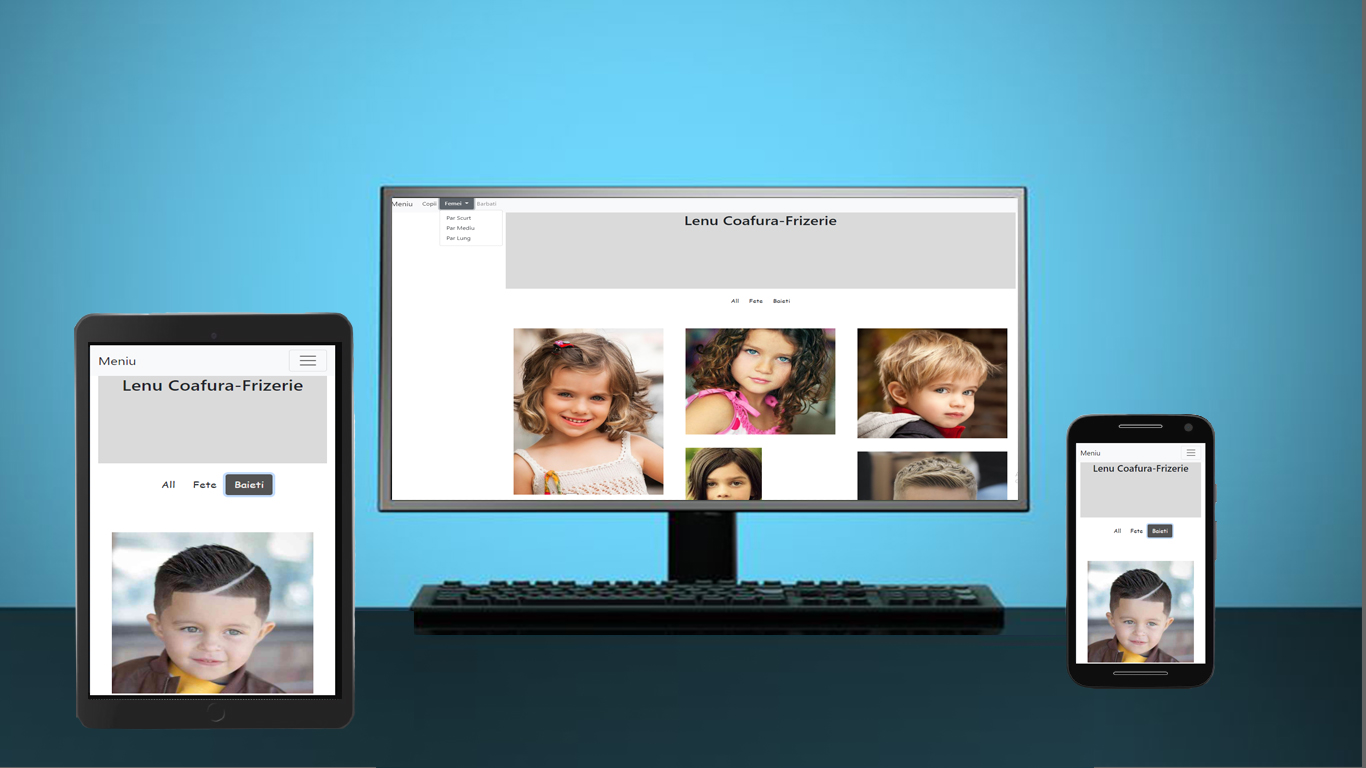 Meniu Copii Femei Barbati
Par Scurt
Par Mediu
Par Lung
Lenu Coafura-Frizerie
All Fete Baieti
Meniu
Lenu Coafura-Frizerie
All Fete Baieti
Meniu
Lenu Coafura-Frizerie
All Fete Baieti